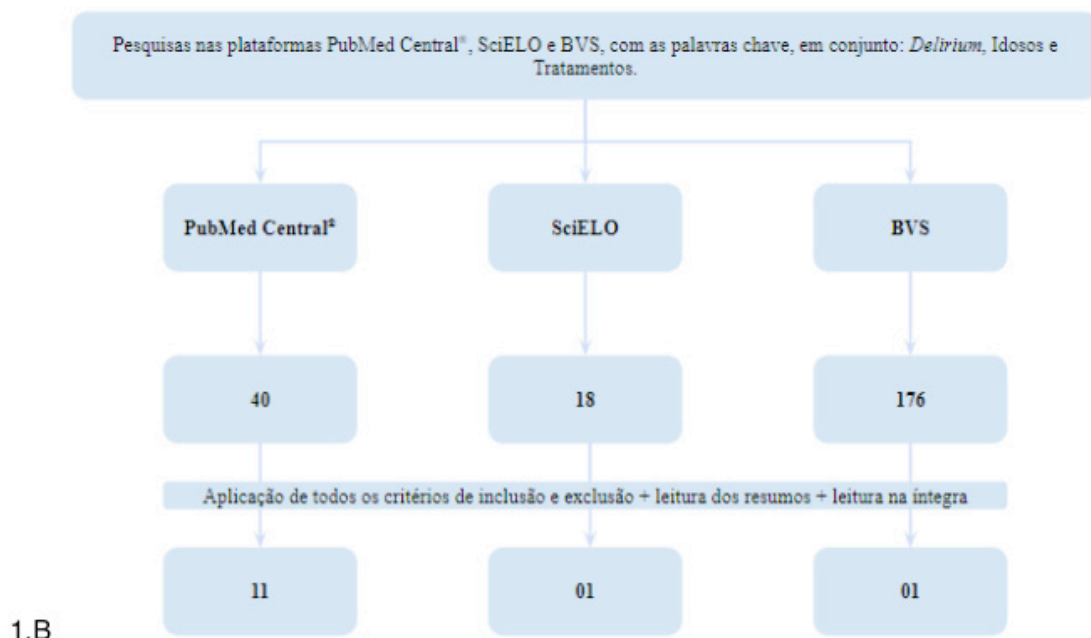 Pesquisas nas plataformas PubMed Central®, SciELO e BVS, com as palavras chave, em conjunto: Delirium, Idosos e
Tratamentos.
PubMed Central®
SciELO
BVS
40
18
176
Aplicação de todos os critérios de inclusão e exclusão + leitura dos resumos + leitura na íntegra
11
01
01
1.B